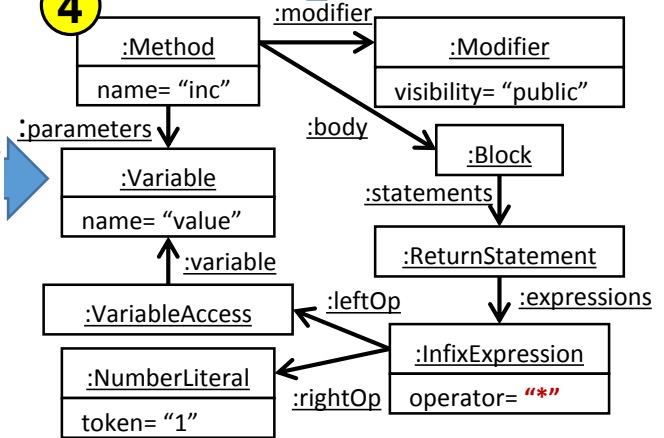 4
:modifier
:Method
name= “inc”
:Modifier
visibility= “public”
:parameters
:body
:Variable
name= “value”
:Block
:statements
:variable
:ReturnStatement
:VariableAccess
:leftOp
:expressions
:NumberLiteral
token= “1”
:rightOp
:InfixExpression
operator= “*”